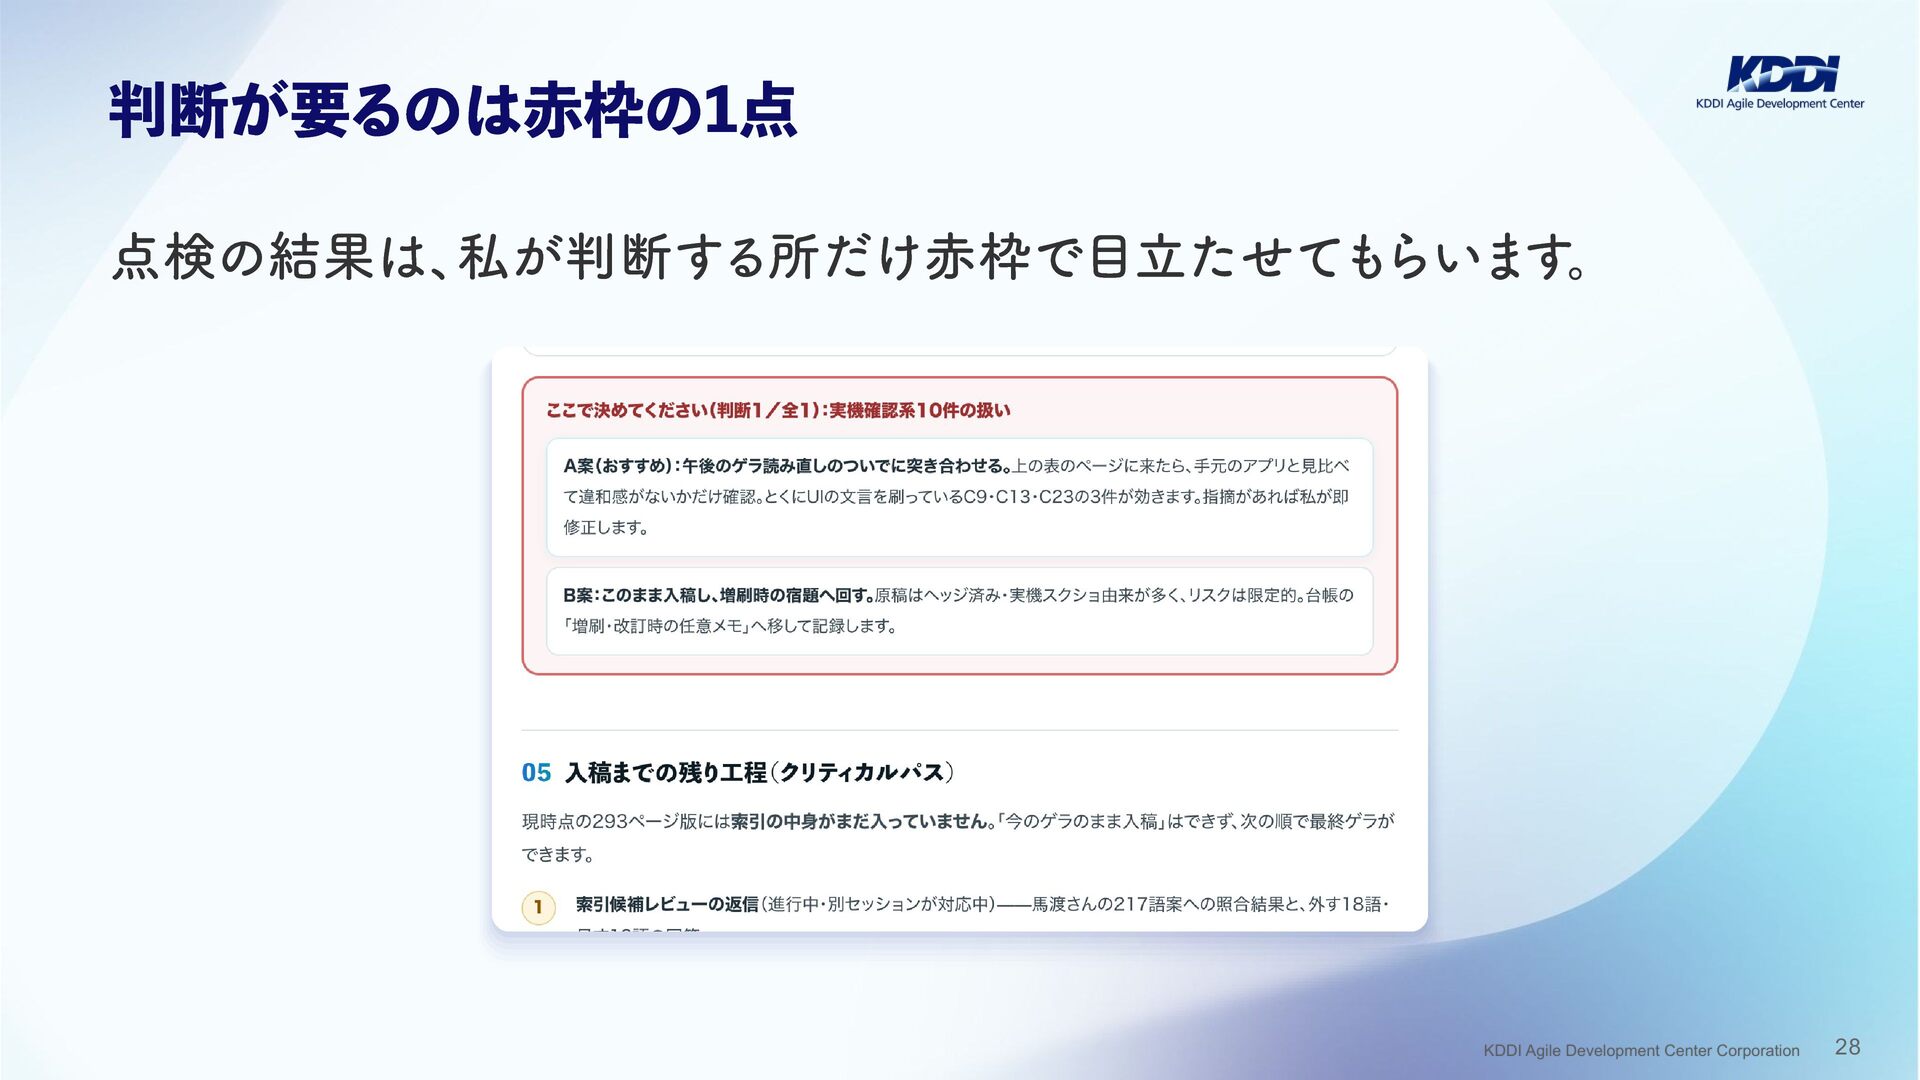 判断が要るのは赤枠の1点
KDDI
KDDI Agile Development Center
点検の結果は、私が判断する所だけ赤枠で目立たせてもらいます。
ここで決めてください（判断1／全1）：実機確認系10件の扱い
A案（おすすめ）：午後のゲラ読み直しのついでに突き合わせる。上の表のページに来たら、手元のアプリと見比べ
て違和感がないかだけ確認。とくにUIの文言を刷っているC9・C13・C23の3件が効きます。指摘があれば私が即
修正します。
B案：このまま入稿し、増刷時の宿題へ回す。原稿はヘッジ済み・実機スクショ由来が多く、リスクは限定的。台帳の
「増刷・改訂時の任意メモ」へ移して記録します。
05 入稿までの残り工程（クリティカルパス）
現時点の293ページ版には索引の中身がまだ入っていません。「今のゲラのまま入稿」はできず、次の順で最終ゲラが
できます。
1 索引候補レビューの返信（進行中・別セッションが対応中）——馬渡さんの217語案への照合結果と、外す18語・
KDDI Agile Development Center Corporation 28